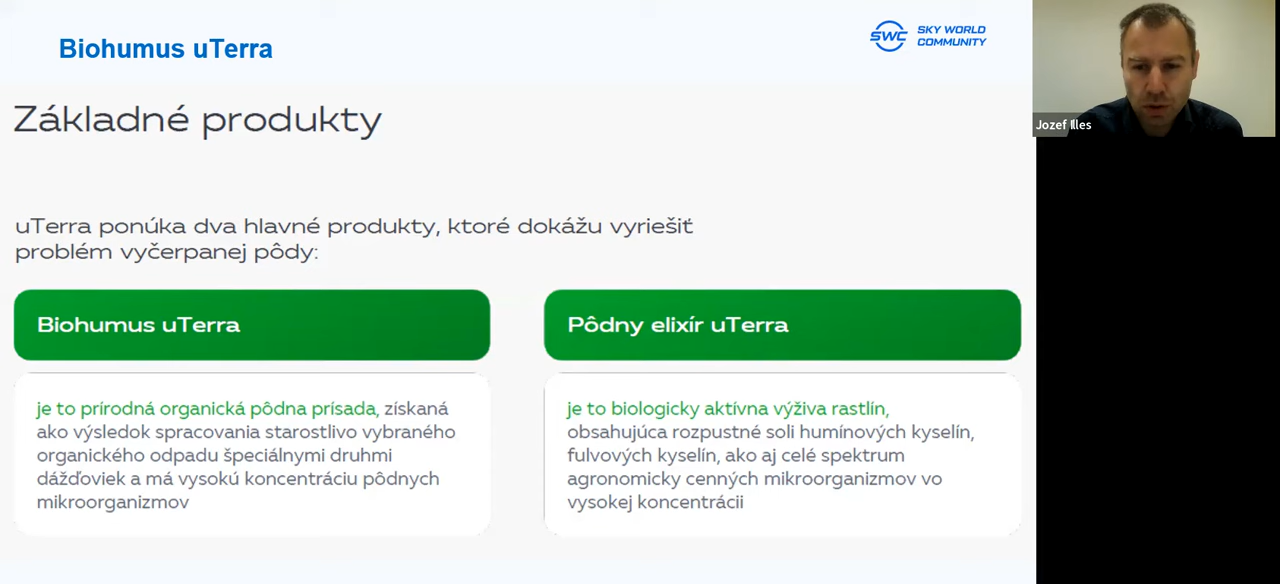 Biohumus uTerra
SWC SKY WORLD
COMMUNITY
Jozef Illes
Základné produkty
uTerra ponúka dva hlavné produkty, ktoré dokážu vyriešiť
problém vyčerpanej pôdy:
Biohumus uTerra
je to prírodná organická pôdna prísada, získaná
ako výsledok spracovania starostlivo vybraného
organického odpadu špeciálnymi druhmi
dážďoviek a má vysokú koncentráciu pôdnych
mikroorganizmov
Pôdny elixír uTerra
je to biologicky aktívna výživa rastlín,
obsahujúca rozpustné soli humínových kyselín,
fulvových kyselín, ako aj celé spektrum
agronomicky cenných mikroorganizmov vo
vysokej koncentrácii